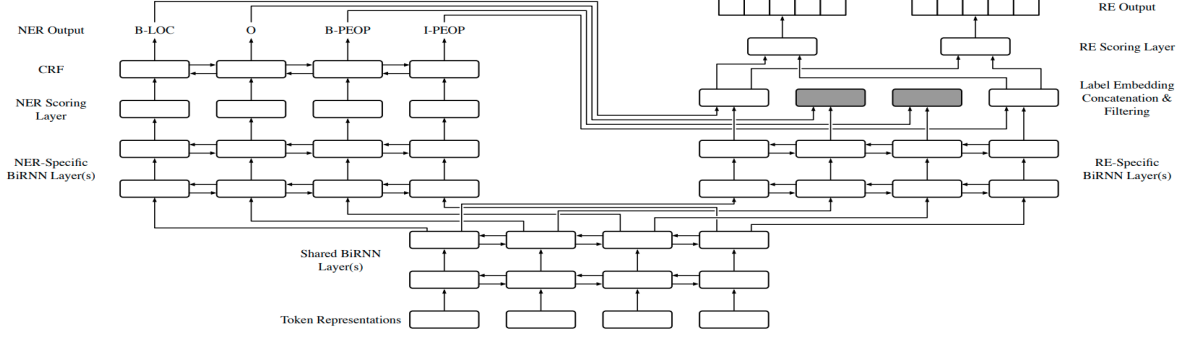 RE Output
NER Output
B-LOC
O
B-PEOP
I-PEOP
RE Scoring Layer
CRF
NER Scoring
Layer
Label Embedding
Concatenation &
Filtering
NER-Specific
BiRNN Layer(s)
RE-Specific
BiRNN Layer(s)
Shared BiRNN
Layer(s)
Token Representations